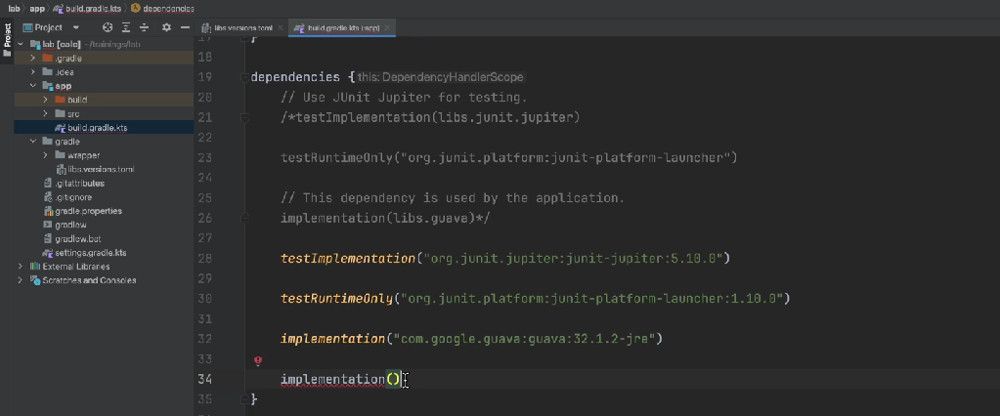 lab app build.gradle.kts dependencies
Project
Project
libs.versions.toml
build.gradle.kts (:app)
lab [calc] ~/trainings/lab
.gradle
.idea
app
build
src
build.gradle.kts
gradle
wrapper
libs.versions.toml
.gitattributes
.gitignore
gradle.properties
gradlew
gradlew.bat
settings.gradle.kts
External Libraries
Scratches and Consoles
17 }
18
19 dependencies { this: DependencyHandlerScope
20 // Use JUnit Jupiter for testing.
21 /*testImplementation(libs.junit.jupiter)
22
23 testRuntimeOnly("org.junit.platform:junit-platform-launcher")
24
25 // This dependency is used by the application.
26 implementation(libs.guava)*/
27
28 testImplementation("org.junit.jupiter:junit-jupiter:5.10.0")
29
30 testRuntimeOnly("org.junit.platform:junit-platform-launcher:1.10.0")
31
32 implementation("com.google.guava:guava:32.1.2-jre")
33
34 implementation()
35 }